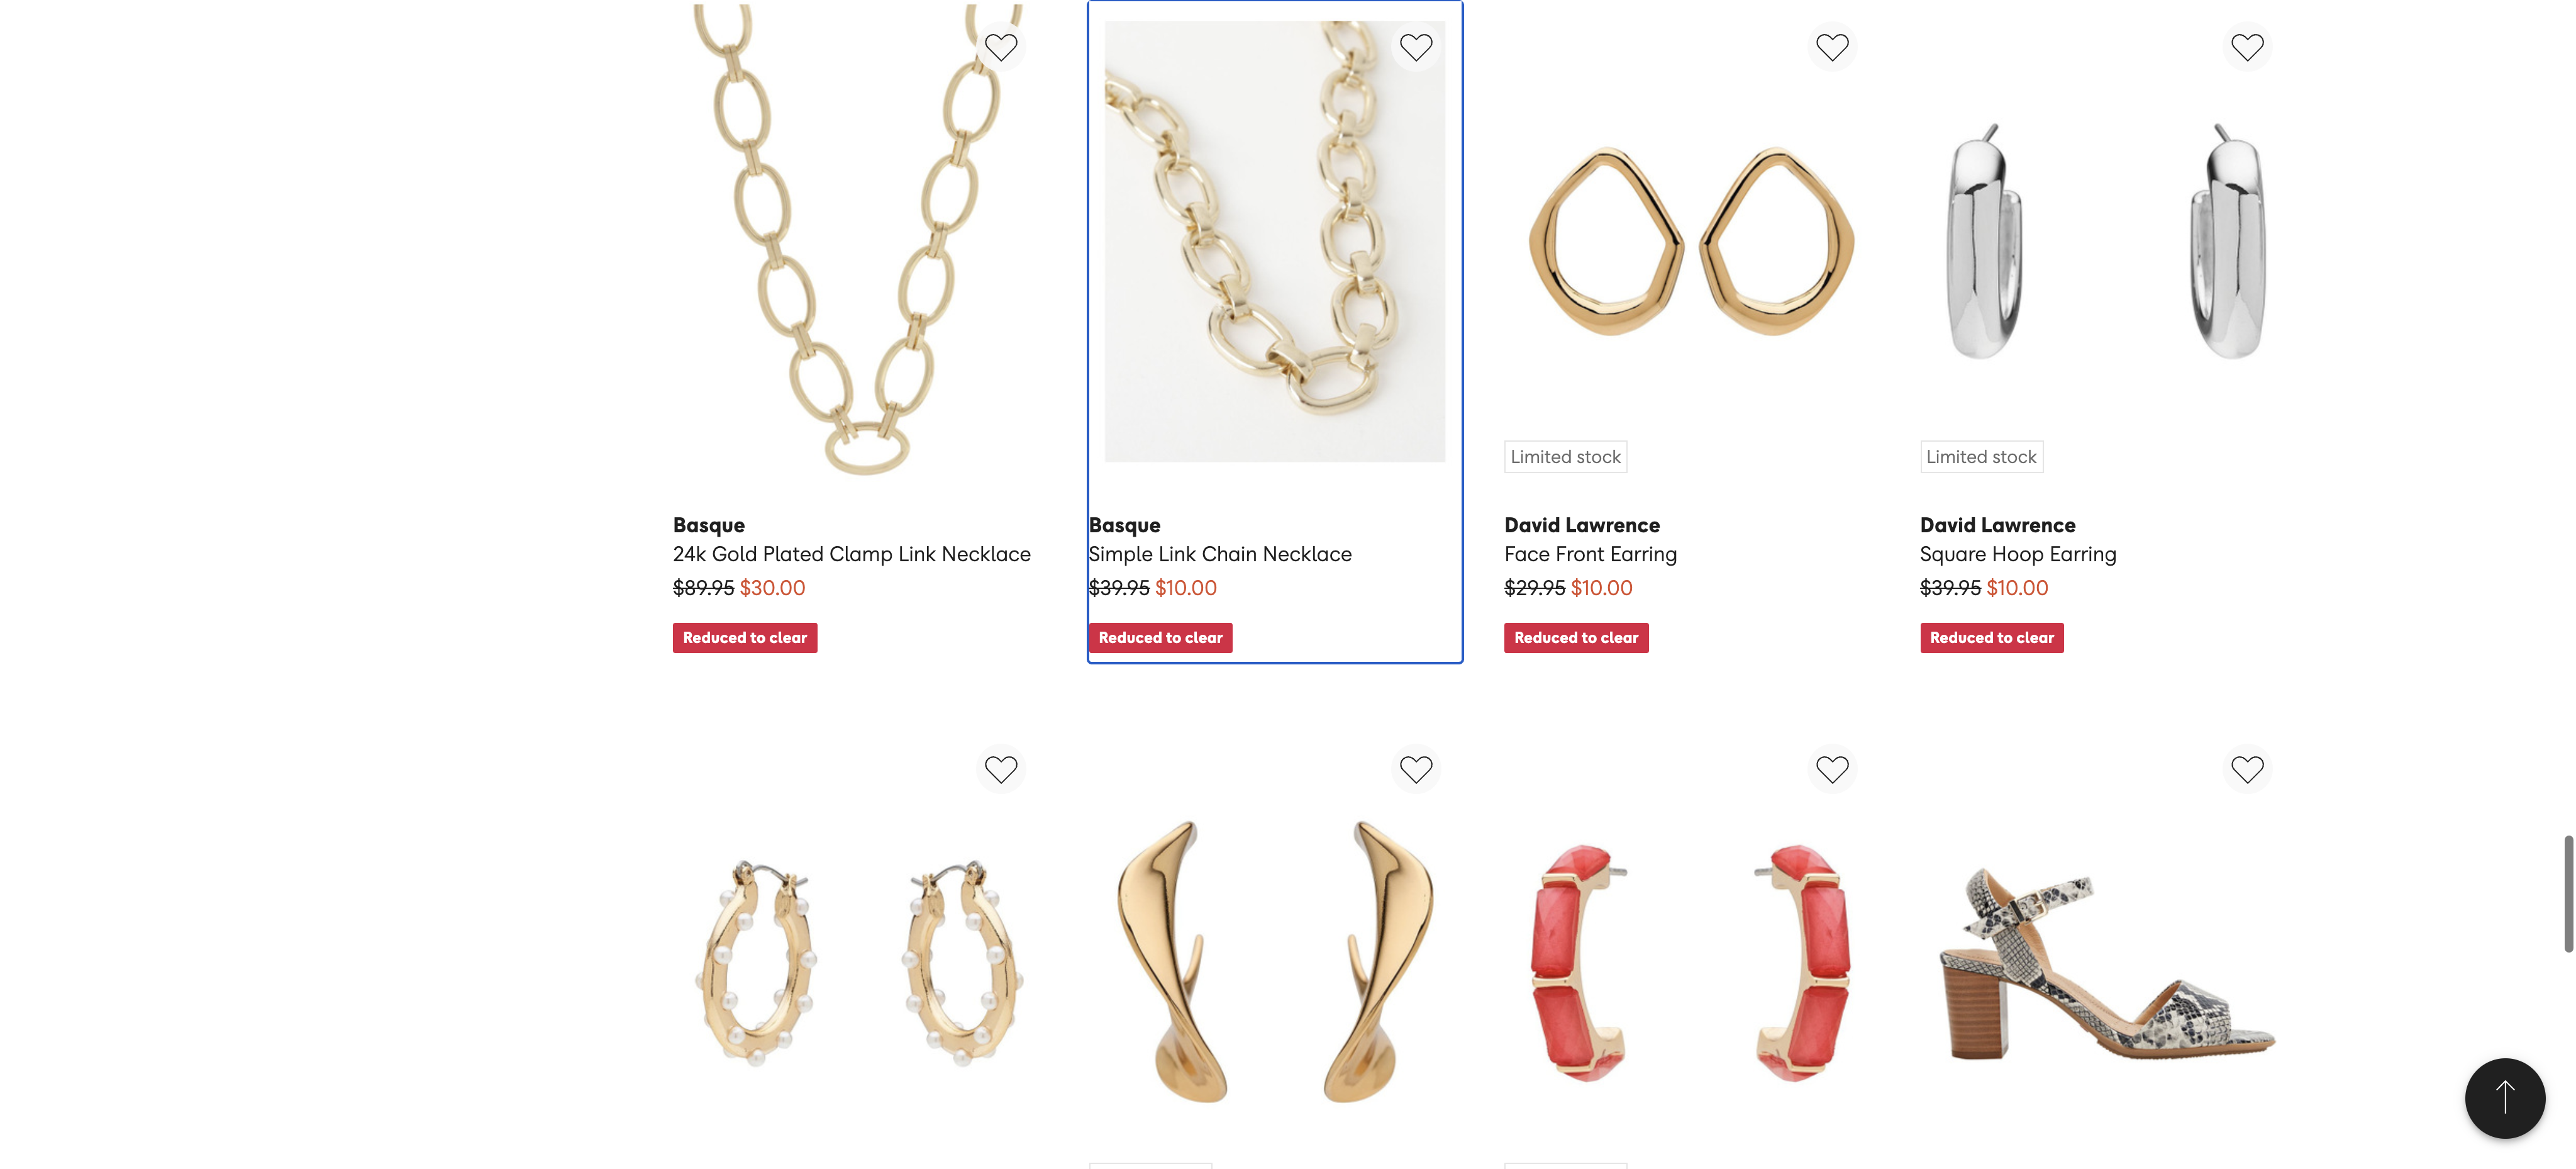 Limited stock
Limited stock
Basque
24k Gold Plated Clamp Link Necklace
$89.95 $30.00
Reduced to clear
Basque
Simple Link Chain Necklace
$39.95 $10.00
Reduced to clear
David Lawrence
Face Front Earring
$29.95 $10.00
Reduced to clear
David Lawrence
Square Hoop Earring
$39.95 $10.00
Reduced to clear